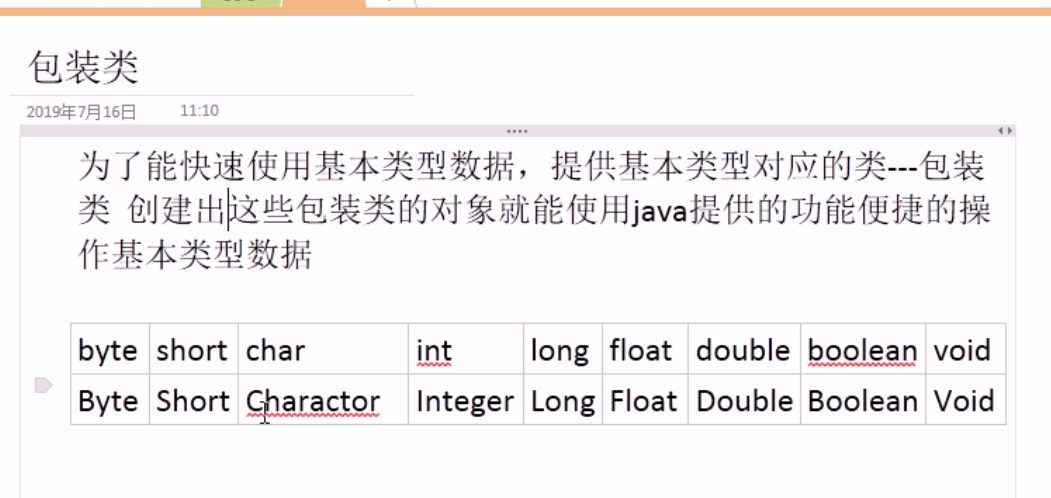 包装类
2019年7月16日 11:10
为了能快速使用基本类型数据，提供基本类型对应的类---包装
类 创建出这些包装类的对象就能使用java提供的功能便捷的操
作基本类型数据
byte short char int long float double boolean void
Byte Short Charactor Integer Long Float Double Boolean Void